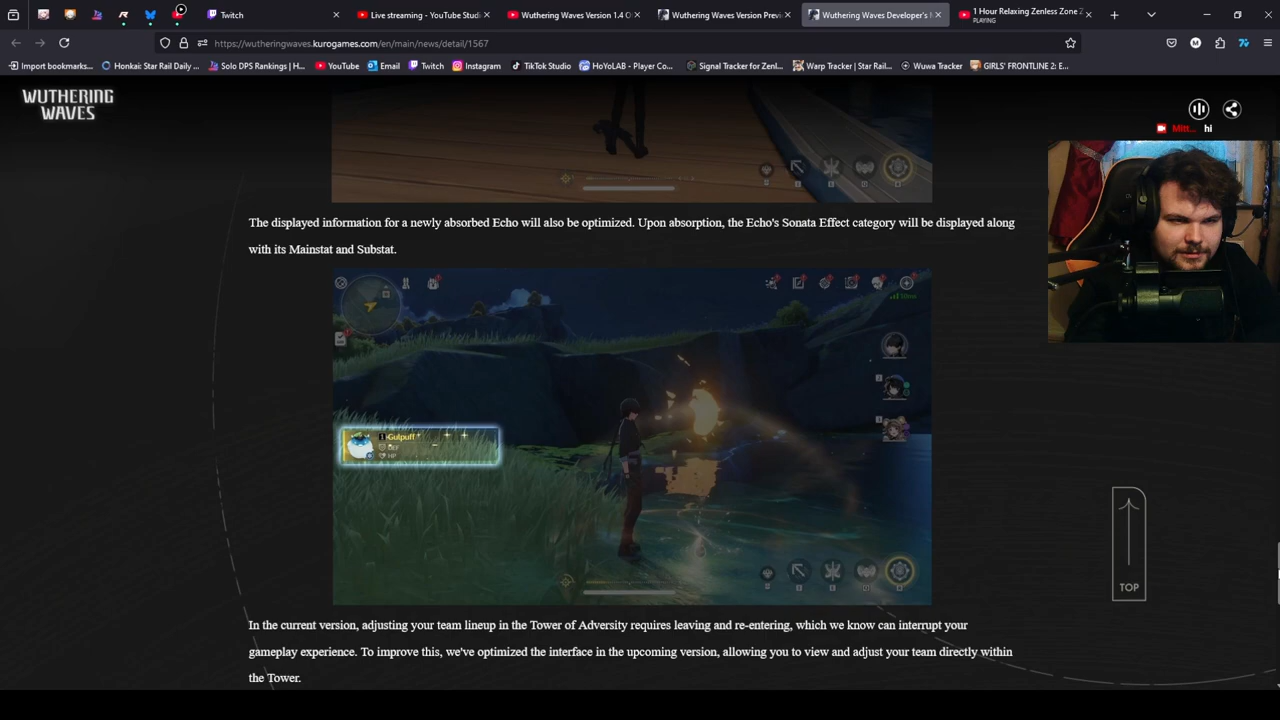 Twitch
Live streaming - YouTube Studi
Wuthering Waves Version 1.4 O
Wuthering Waves Version Previ
Wuthering Waves Developer's
1 Hour Relaxing Zenless Zone Z
PLAYING
https://wutheringwaves.kurogames.com/en/main/news/detail/1567
Import bookmarks...
Honkai: Star Rail Daily ...
Solo DPS Rankings | H...
YouTube
Email
Twitch
Instagram
TikTok Studio
HoYoLAB - Player Co...
Signal Tracker for Zenl...
Warp Tracker | Star Rail...
Wuwa Tracker
GIRLS' FRONTLINE 2: E...
WUTHERING
WAVES
Mitt... hi
The displayed information for a newly absorbed Echo will also be optimized. Upon absorption, the Echo's Sonata Effect category will be displayed along
with its Mainstat and Substat.
Gulpuff
DEF
HP
TOP
In the current version, adjusting your team lineup in the Tower of Adversity requires leaving and re-entering, which we know can interrupt your
gameplay experience. To improve this, we've optimized the interface in the upcoming version, allowing you to view and adjust your team directly within
the Tower.